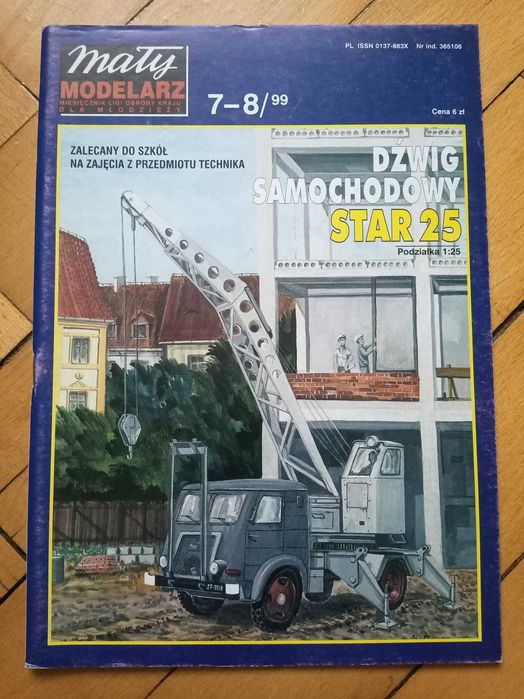 PL ISSN 0137-883X Nr ind. 365106
mały
MODELARZ
MIESIĘCZNIK LIGI OBRONY KRAJU
DLA MŁODZIEŻY
7–8/99
Cena 6 zł
ZALECANY DO SZKÓŁ
NA ZAJĘCIA Z PRZEDMIOTU TECHNIKA
DŹWIG
SAMOCHODOWY
STAR 25
Podziałka 1:25